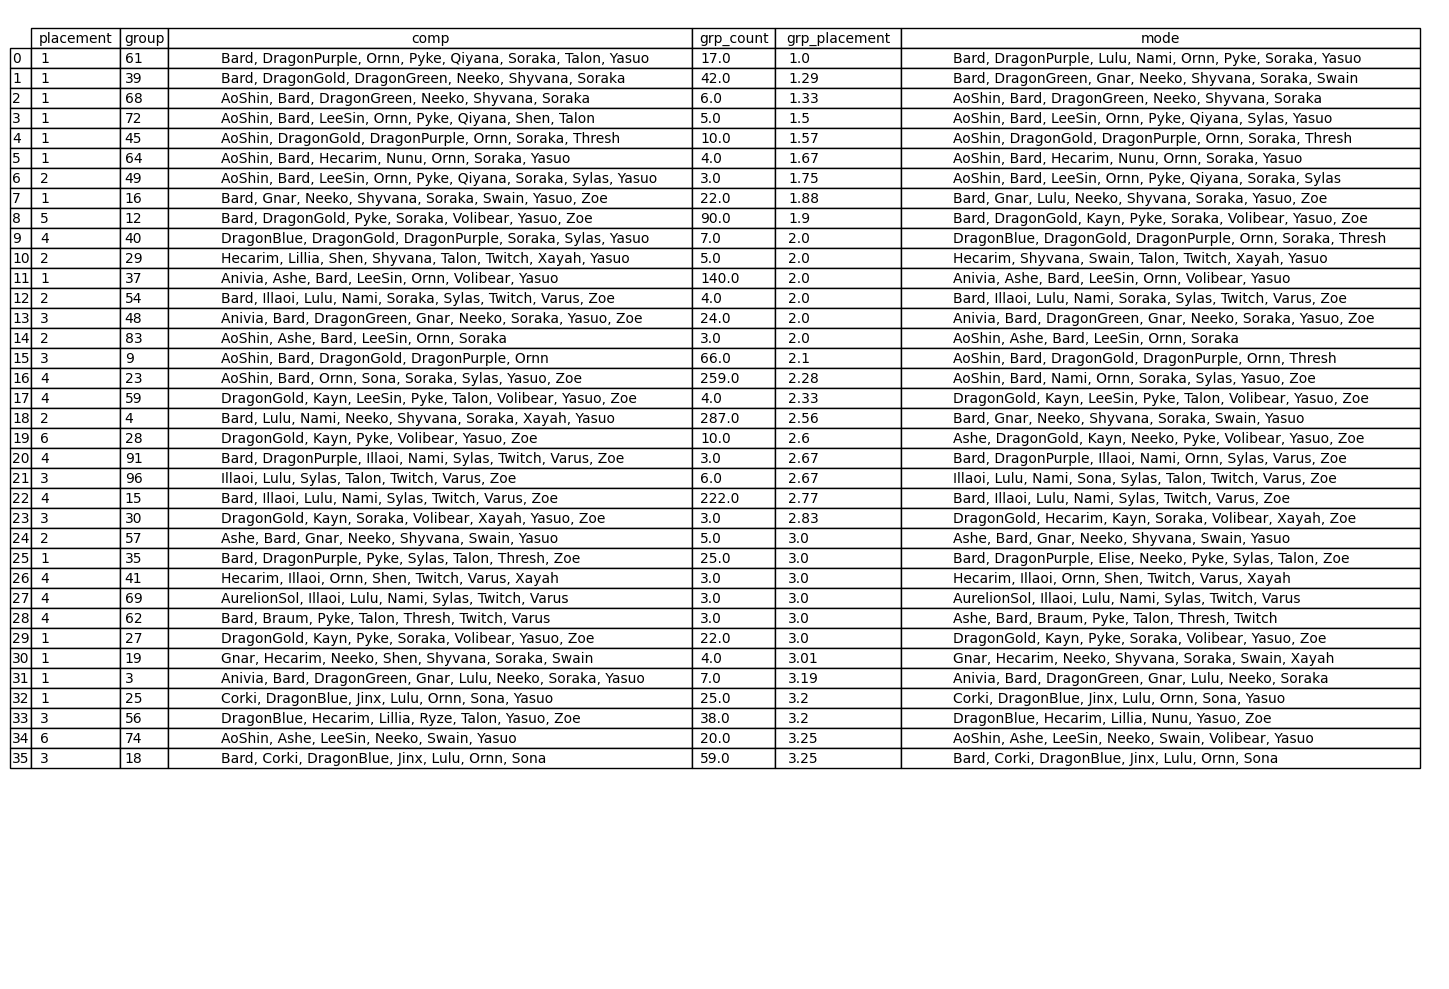 placement group comp grp_count grp_placement mode
0 1 61 Bard, DragonPurple, Ornn, Pyke, Qiyana, Soraka, Talon, Yasuo 17.0 1.0 Bard, DragonPurple, Lulu, Nami, Ornn, Pyke, Soraka, Yasuo
1 1 39 Bard, DragonGold, DragonGreen, Neeko, Shyvana, Soraka 42.0 1.29 Bard, DragonGreen, Gnar, Neeko, Shyvana, Soraka, Swain
2 1 68 AoShin, Bard, DragonGreen, Neeko, Shyvana, Soraka 6.0 1.33 AoShin, Bard, DragonGreen, Neeko, Shyvana, Soraka
3 1 72 AoShin, Bard, LeeSin, Ornn, Pyke, Qiyana, Shen, Talon 5.0 1.5 AoShin, Bard, LeeSin, Ornn, Pyke, Qiyana, Sylas, Yasuo
4 1 45 AoShin, DragonGold, DragonPurple, Ornn, Soraka, Thresh 10.0 1.57 AoShin, DragonGold, DragonPurple, Ornn, Soraka, Thresh
5 1 64 AoShin, Bard, Hecarim, Nunu, Ornn, Soraka, Yasuo 4.0 1.67 AoShin, Bard, Hecarim, Nunu, Ornn, Soraka, Yasuo
6 2 49 AoShin, Bard, LeeSin, Ornn, Pyke, Qiyana, Soraka, Sylas, Yasuo 3.0 1.75 AoShin, Bard, LeeSin, Ornn, Pyke, Qiyana, Soraka, Sylas
7 1 16 Bard, Gnar, Neeko, Shyvana, Soraka, Swain, Yasuo, Zoe 22.0 1.88 Bard, Gnar, Lulu, Neeko, Shyvana, Soraka, Yasuo, Zoe
8 5 12 Bard, DragonGold, Pyke, Soraka, Volibear, Yasuo, Zoe 90.0 1.9 Bard, DragonGold, Kayn, Pyke, Soraka, Volibear, Yasuo, Zoe
9 4 40 DragonBlue, DragonGold, DragonPurple, Soraka, Sylas, Yasuo 7.0 2.0 DragonBlue, DragonGold, DragonPurple, Ornn, Soraka, Thresh
10 2 29 Hecarim, Lillia, Shen, Shyvana, Talon, Twitch, Xayah, Yasuo 5.0 2.0 Hecarim, Shyvana, Swain, Talon, Twitch, Xayah, Yasuo
11 1 37 Anivia, Ashe, Bard, LeeSin, Ornn, Volibear, Yasuo 140.0 2.0 Anivia, Ashe, Bard, LeeSin, Ornn, Volibear, Yasuo
12 2 54 Bard, Illaoi, Lulu, Nami, Soraka, Sylas, Twitch, Varus, Zoe 4.0 2.0 Bard, Illaoi, Lulu, Nami, Soraka, Sylas, Twitch, Varus, Zoe
13 3 48 Anivia, Bard, DragonGreen, Gnar, Neeko, Soraka, Yasuo, Zoe 24.0 2.0 Anivia, Bard, DragonGreen, Gnar, Neeko, Soraka, Yasuo, Zoe
14 2 83 AoShin, Ashe, Bard, LeeSin, Ornn, Soraka 3.0 2.0 AoShin, Ashe, Bard, LeeSin, Ornn, Soraka
15 3 9 AoShin, Bard, DragonGold, DragonPurple, Ornn 66.0 2.1 AoShin, Bard, DragonGold, DragonPurple, Ornn, Thresh
16 4 23 AoShin, Bard, Ornn, Sona, Soraka, Sylas, Yasuo, Zoe 259.0 2.28 AoShin, Bard, Nami, Ornn, Soraka, Sylas, Yasuo, Zoe
17 4 59 DragonGold, Kayn, LeeSin, Pyke, Talon, Volibear, Yasuo, Zoe 4.0 2.33 DragonGold, Kayn, LeeSin, Pyke, Talon, Volibear, Yasuo, Zoe
18 2 4 Bard, Lulu, Nami, Neeko, Shyvana, Soraka, Xayah, Yasuo 287.0 2.56 Bard, Gnar, Neeko, Shyvana, Soraka, Swain, Yasuo
19 6 28 DragonGold, Kayn, Pyke, Volibear, Yasuo, Zoe 10.0 2.6 Ashe, DragonGold, Kayn, Neeko, Pyke, Volibear, Yasuo, Zoe
20 4 91 Bard, DragonPurple, Illaoi, Nami, Sylas, Twitch, Varus, Zoe 3.0 2.67 Bard, DragonPurple, Illaoi, Nami, Ornn, Sylas, Varus, Zoe
21 3 96 Illaoi, Lulu, Sylas, Talon, Twitch, Varus, Zoe 6.0 2.67 Illaoi, Lulu, Nami, Sona, Sylas, Talon, Twitch, Varus, Zoe
22 4 15 Bard, Illaoi, Lulu, Nami, Sylas, Twitch, Varus, Zoe 222.0 2.77 Bard, Illaoi, Lulu, Nami, Sylas, Twitch, Varus, Zoe
23 3 30 DragonGold, Kayn, Soraka, Volibear, Xayah, Yasuo, Zoe 3.0 2.83 DragonGold, Hecarim, Kayn, Soraka, Volibear, Xayah, Zoe
24 2 57 Ashe, Bard, Gnar, Neeko, Shyvana, Swain, Yasuo 5.0 3.0 Ashe, Bard, Gnar, Neeko, Shyvana, Swain, Yasuo
25 1 35 Bard, DragonPurple, Pyke, Sylas, Talon, Thresh, Zoe 25.0 3.0 Bard, DragonPurple, Elise, Neeko, Pyke, Sylas, Talon, Zoe
26 4 41 Hecarim, Illaoi, Ornn, Shen, Twitch, Varus, Xayah 3.0 3.0 Hecarim, Illaoi, Ornn, Shen, Twitch, Varus, Xayah
27 4 69 AurelionSol, Illaoi, Lulu, Nami, Sylas, Twitch, Varus 3.0 3.0 AurelionSol, Illaoi, Lulu, Nami, Sylas, Twitch, Varus
28 4 62 Bard, Braum, Pyke, Talon, Thresh, Twitch, Varus 3.0 3.0 Ashe, Bard, Braum, Pyke, Talon, Thresh, Twitch
29 1 27 DragonGold, Kayn, Pyke, Soraka, Volibear, Yasuo, Zoe 22.0 3.0 DragonGold, Kayn, Pyke, Soraka, Volibear, Yasuo, Zoe
30 1 19 Gnar, Hecarim, Neeko, Shen, Shyvana, Soraka, Swain 4.0 3.01 Gnar, Hecarim, Neeko, Shyvana, Soraka, Swain, Xayah
31 1 3 Anivia, Bard, DragonGreen, Gnar, Lulu, Neeko, Soraka, Yasuo 7.0 3.19 Anivia, Bard, DragonGreen, Gnar, Lulu, Neeko, Soraka
32 1 25 Corki, DragonBlue, Jinx, Lulu, Ornn, Sona, Yasuo 25.0 3.2 Corki, DragonBlue, Jinx, Lulu, Ornn, Sona, Yasuo
33 3 56 DragonBlue, Hecarim, Lillia, Ryze, Talon, Yasuo, Zoe 38.0 3.2 DragonBlue, Hecarim, Lillia, Nunu, Yasuo, Zoe
34 6 74 AoShin, Ashe, LeeSin, Neeko, Swain, Yasuo 20.0 3.25 AoShin, Ashe, LeeSin, Neeko, Swain, Volibear, Yasuo
35 3 18 Bard, Corki, DragonBlue, Jinx, Lulu, Ornn, Sona 59.0 3.25 Bard, Corki, DragonBlue, Jinx, Lulu, Ornn, Sona